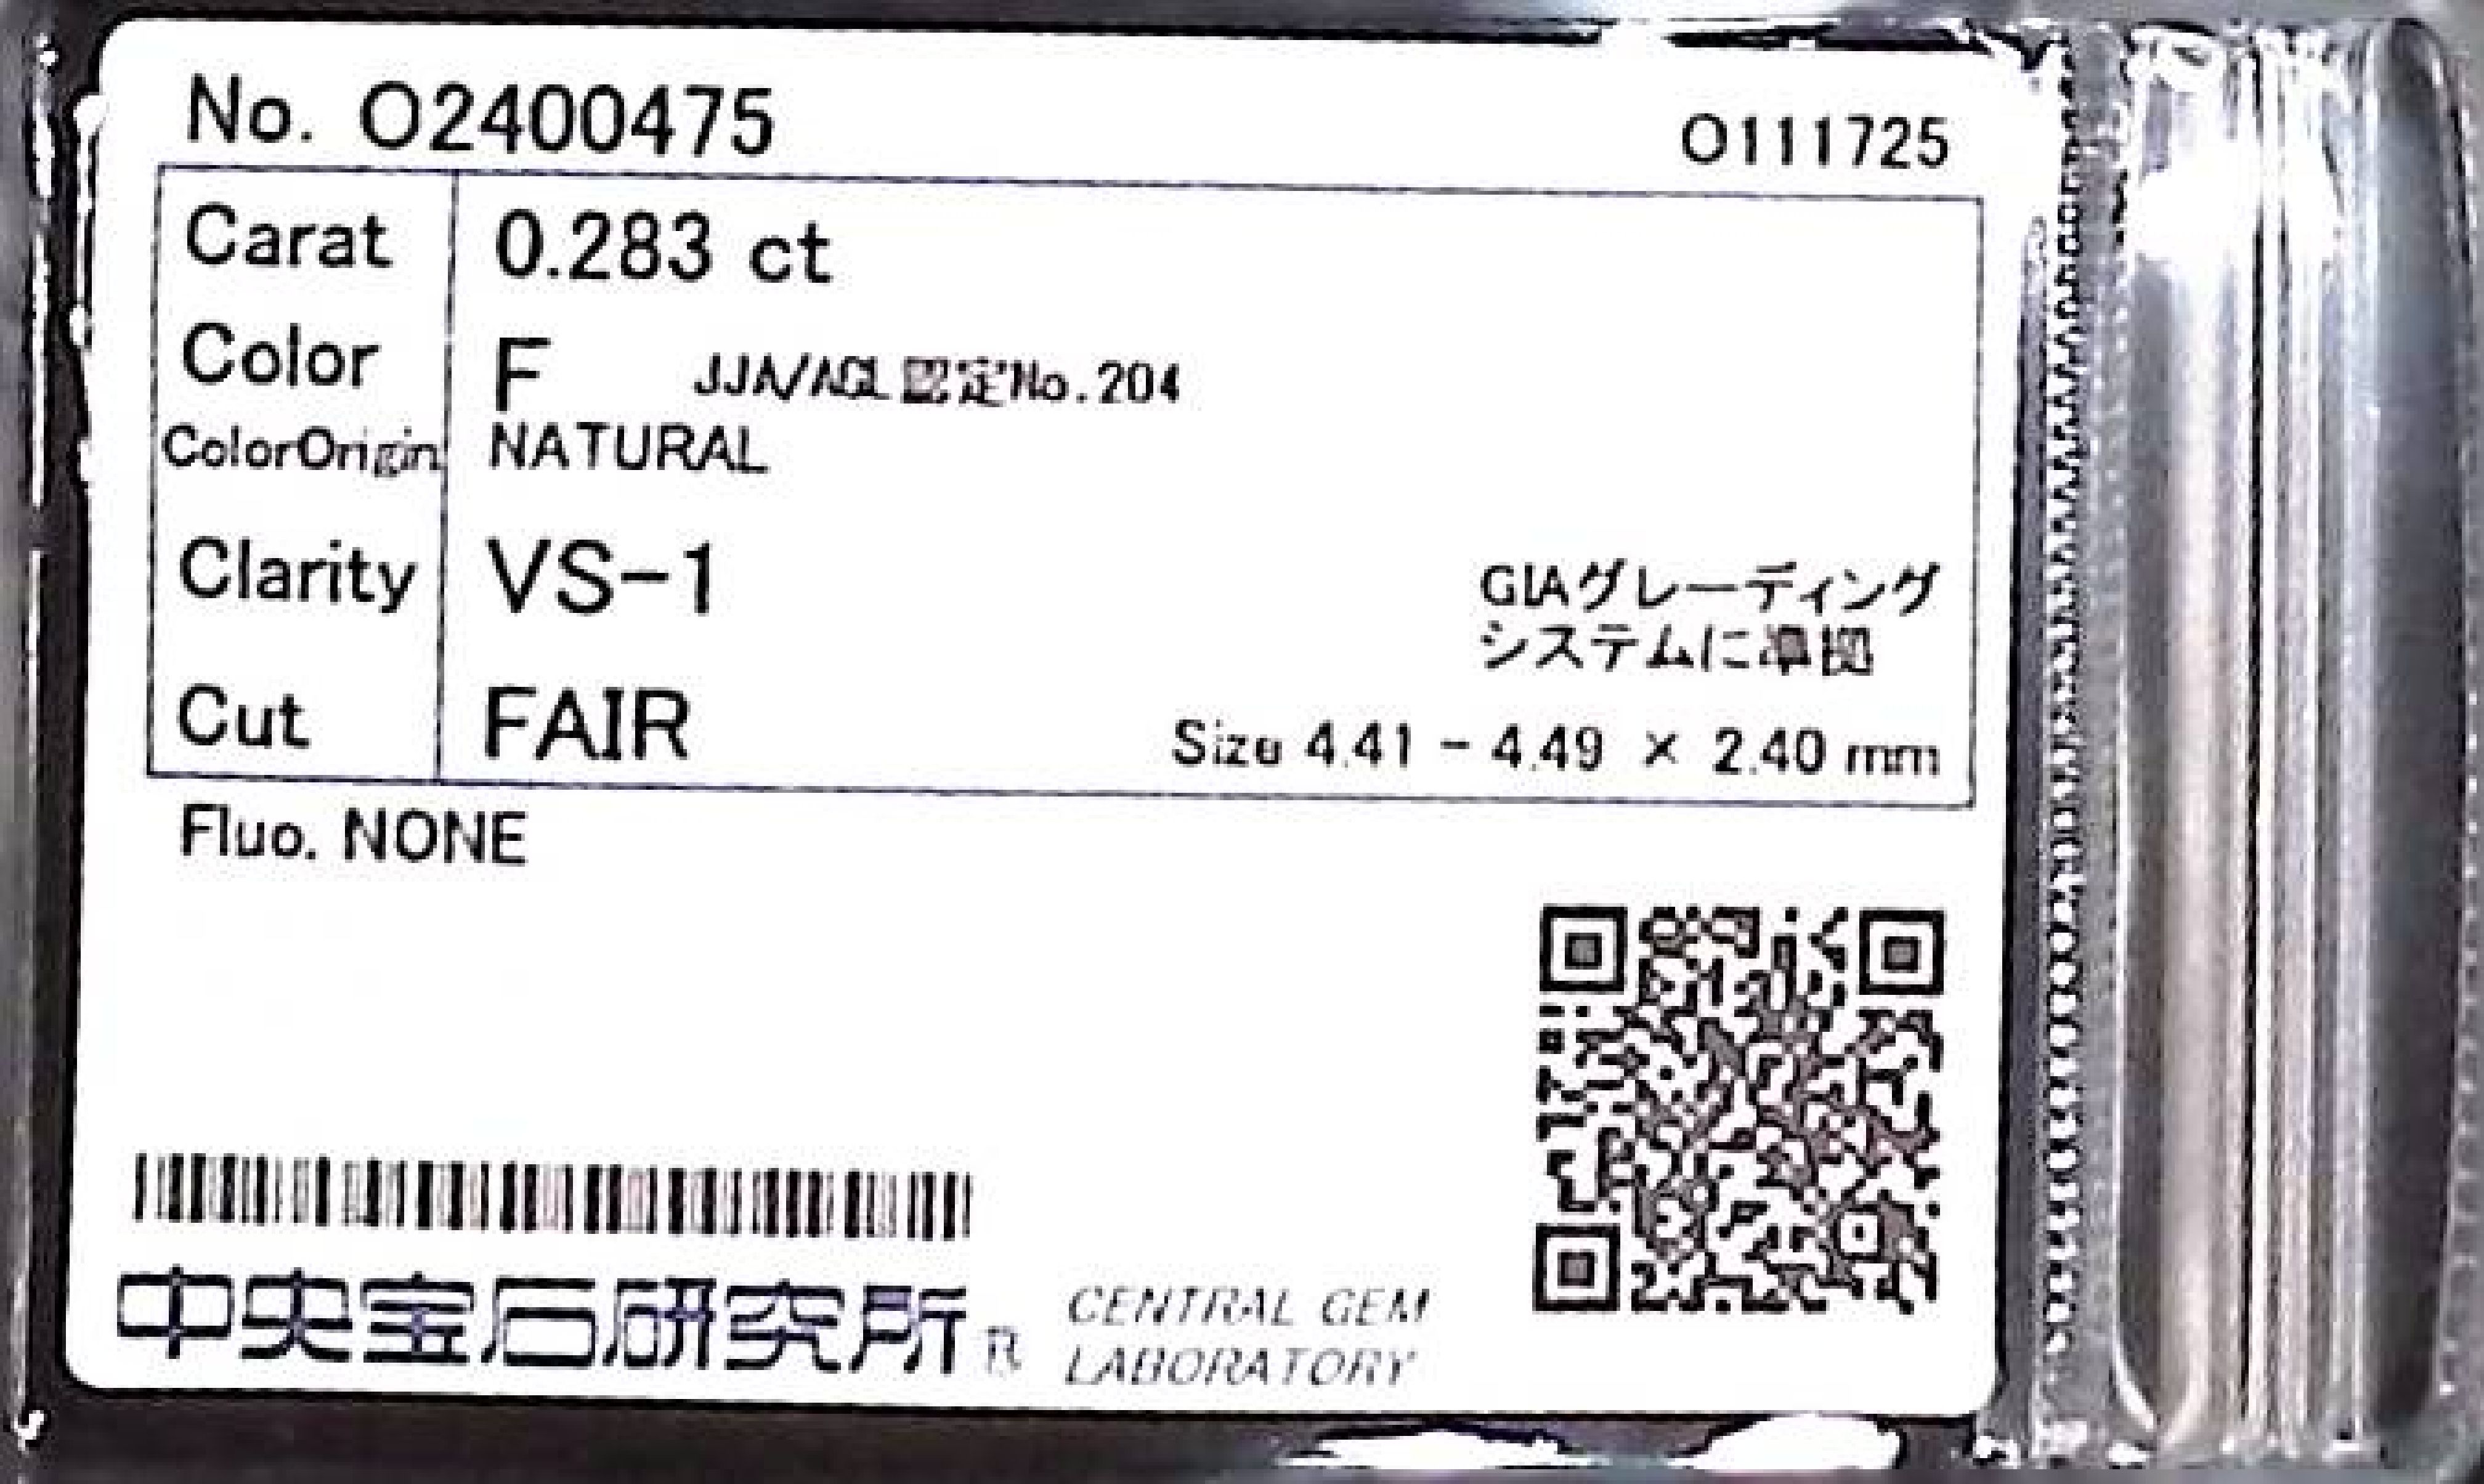 No. O2400475
O111725
Carat 0.283 ct
Color F JJA/AGL認定No.204
ColorOrigin NATURAL
Clarity VS-1
GIAグレーディング
システムに準拠
Cut FAIR
Size 4.41 - 4.49 × 2.40 mm
Fluo. NONE
中央宝石研究所 R
CENTRAL GEM
LABORATORY